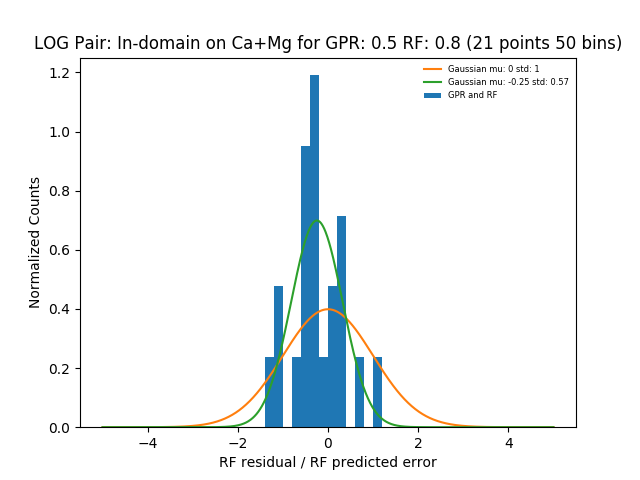 LOG Pair: In-domain on Ca+Mg for GPR: 0.5 RF: 0.8 (21 points 50 bins)
Gaussian mu: 0 std: 1
Gaussian mu: -0.25 std: 0.57
GPR and RF
Normalized Counts
1.2
1.0
0.8
0.6
0.4
0.2
0.0
−4 −2 0 2 4
RF residual / RF predicted error